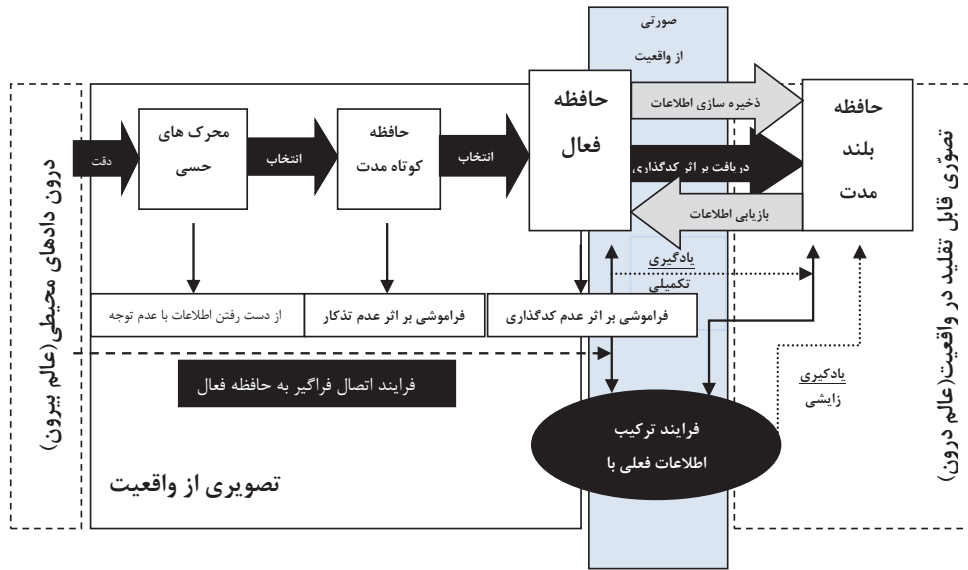 صورتی
از واقعیت
درون دادهای محیطی(عالم بیرون)
دقت
محرک های
حسی
انتخاب
حافظه
کوتاه مدت
انتخاب
حافظه
فعال
ذخیره سازی اطلاعات
دریافت بر اثر کدگذاری
بازیابی اطلاعات
حافظه
بلند
مدت
تصوّری قابل تقلید در واقعیت(عالم درون)
یادگیری
تکمیلی
از دست رفتن اطلاعات با عدم توجه
فراموشی بر اثر عدم تذکار
فراموشی بر اثر عدم کدگذاری
فرایند اتصال فراگیر به حافظه فعال
یادکیری
زایشی
فرایند ترکیب
اطلاعات فعلی با
تصویری از واقعیت